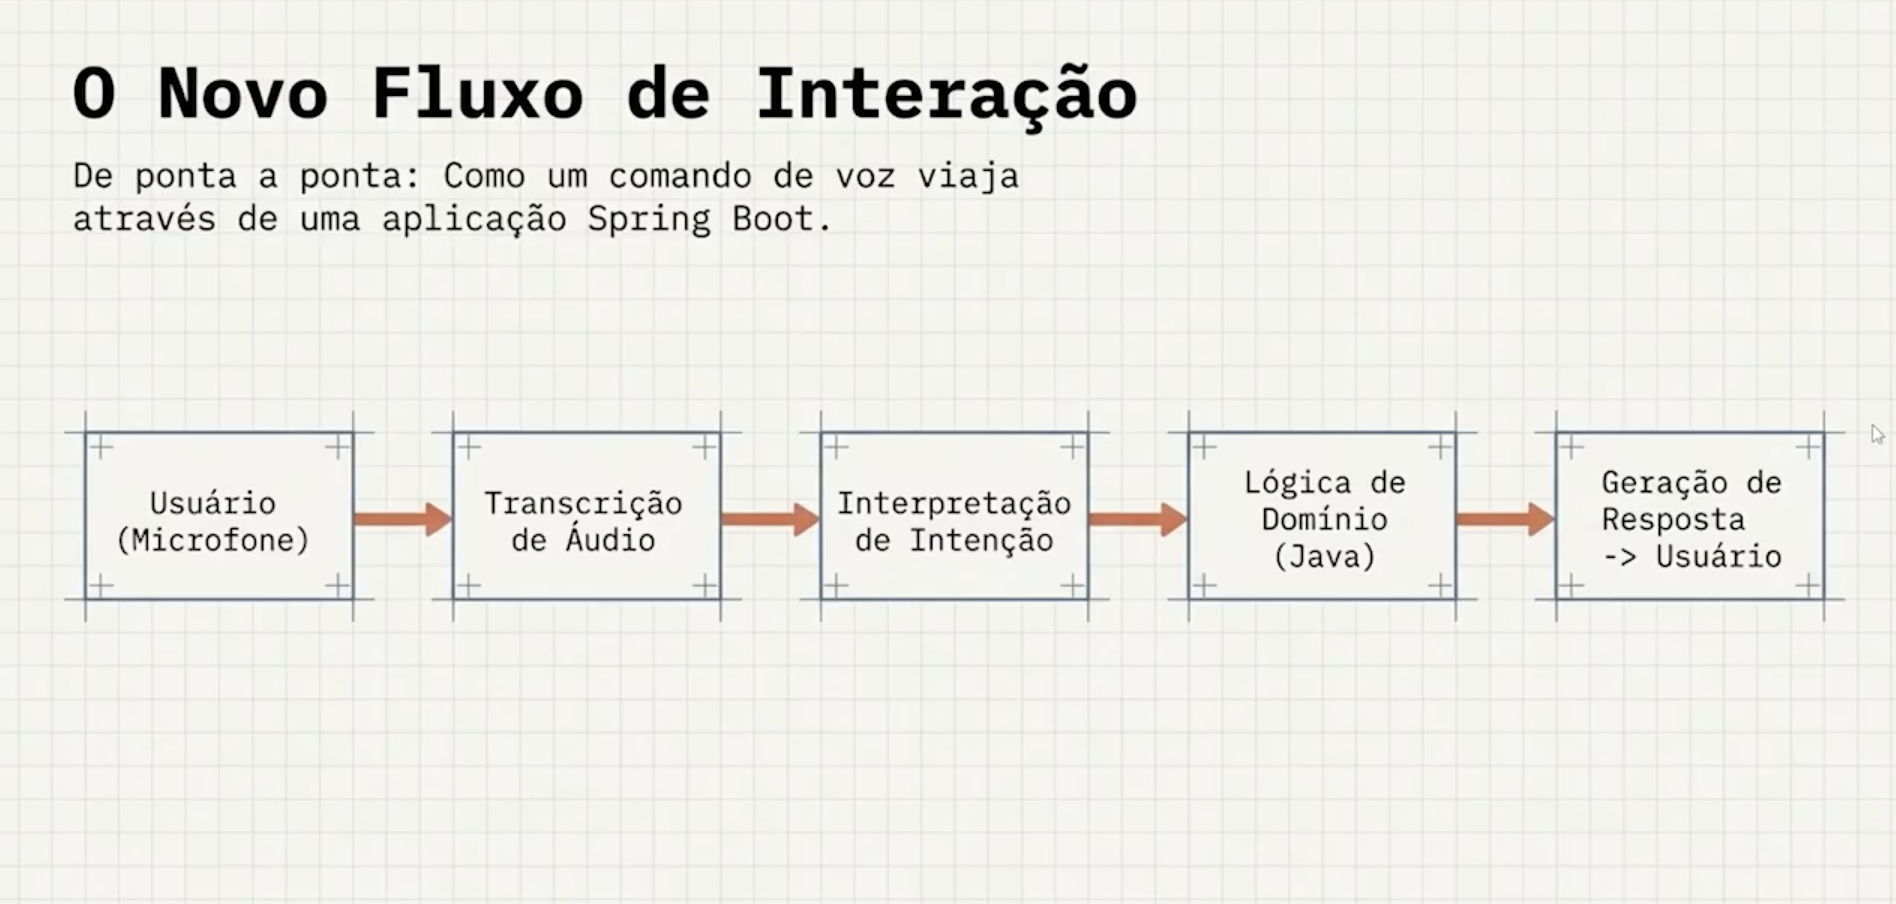 O Novo Fluxo de Interação
De ponta a ponta: Como um comando de voz viaja
através de uma aplicação Spring Boot.
Usuário
(Microfone)
Transcrição
de Áudio
Interpretação
de Intenção
Lógica de
Domínio
(Java)
Geração de
Resposta
-> Usuário